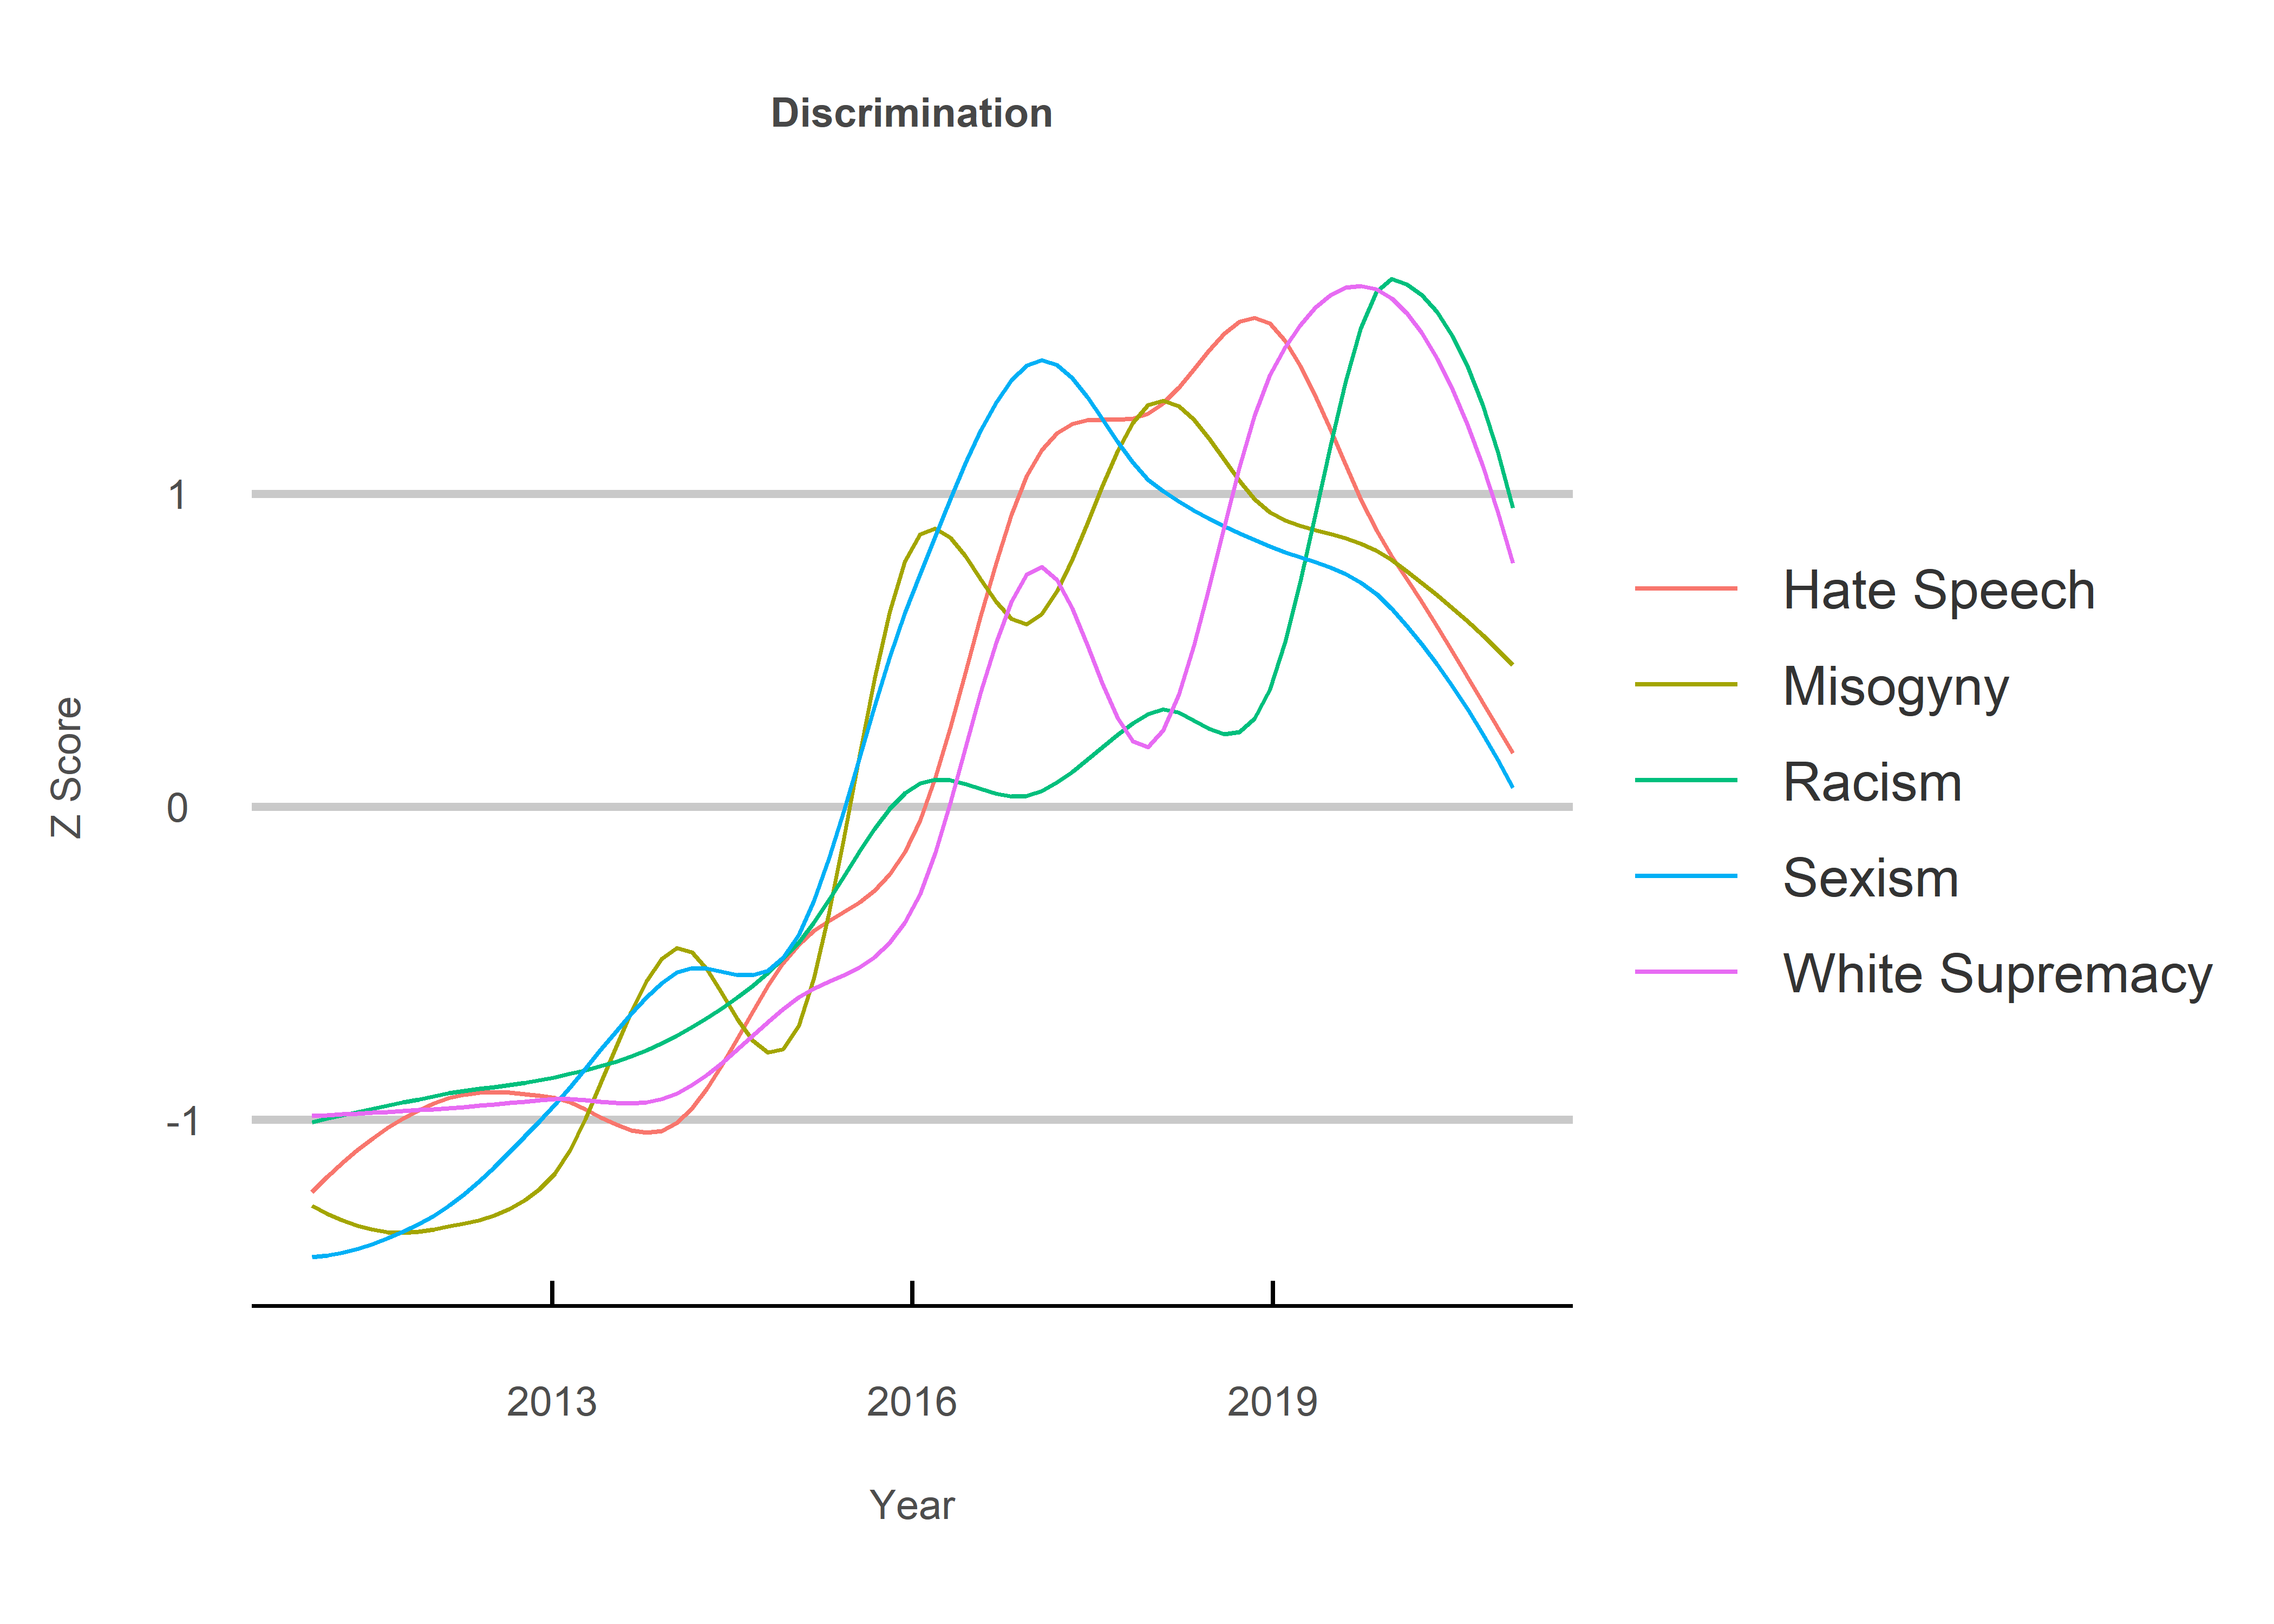 Discrimination
1
0
-1
Z Score
2013
2016
2019
Year
Hate Speech
Misogyny
Racism
Sexism
White Supremacy